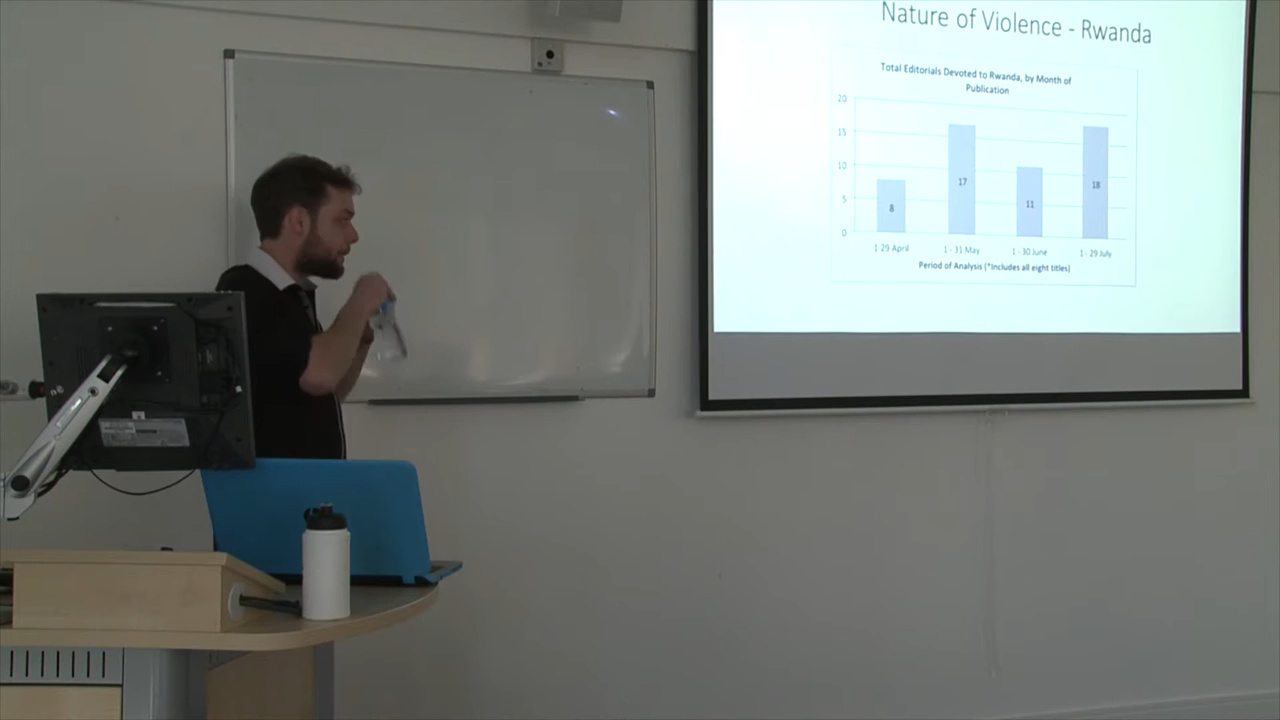 Nature of Violence - Rwanda
Total Editorials Devoted to Rwanda, by Month of
Publication
20
15
10
5
0
8
17
11
18
1-29 April
1 - 31 May
1 - 30 June
1 - 29 July
Period of Analysis (*Includes all eight titles)